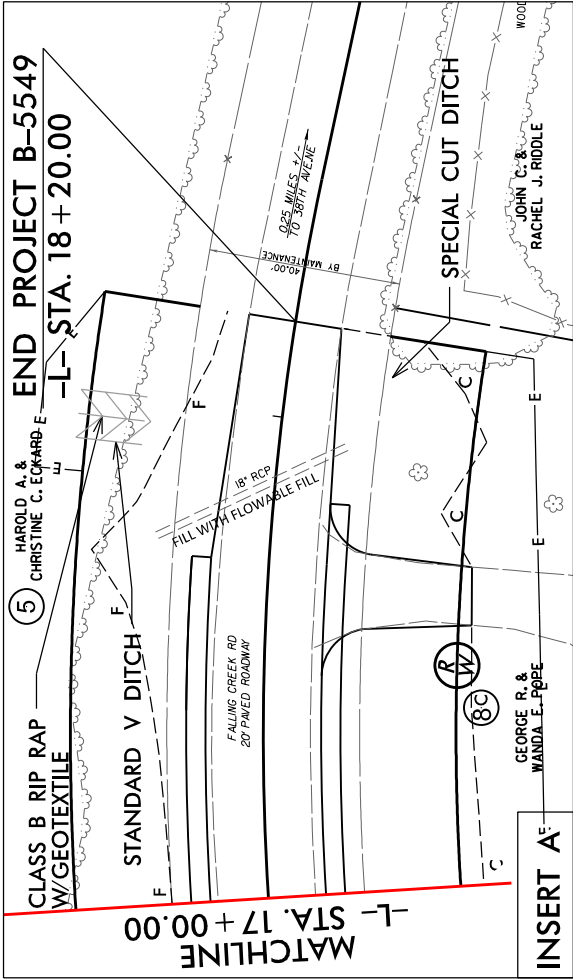 END PROJECT B-5549
-L- STA. 18+20.00
5
HAROLD A. &
CHRISTINE C. ECKARD
E
E
E
CLASS B RIP RAP
W/GEOTEXTILE
STANDARD V DITCH
F
F
F
18" RCP
FILL WITH FLOWABLE FILL
FALLING CREEK RD
20' PAVED ROADWAY
0.25 MILES +/-
TO 38TH AVENE
40.00'
BY MAINTENANCE
SPECIAL CUT DITCH
WOOD
JOHN C. &
RACHEL J. RIDDLE
C
C
C
E
E
E
E
R/W
8C
GEORGE R. &
WANDA E. POPE
MATCHLINE
-L- STA. 17+00.00
INSERT A